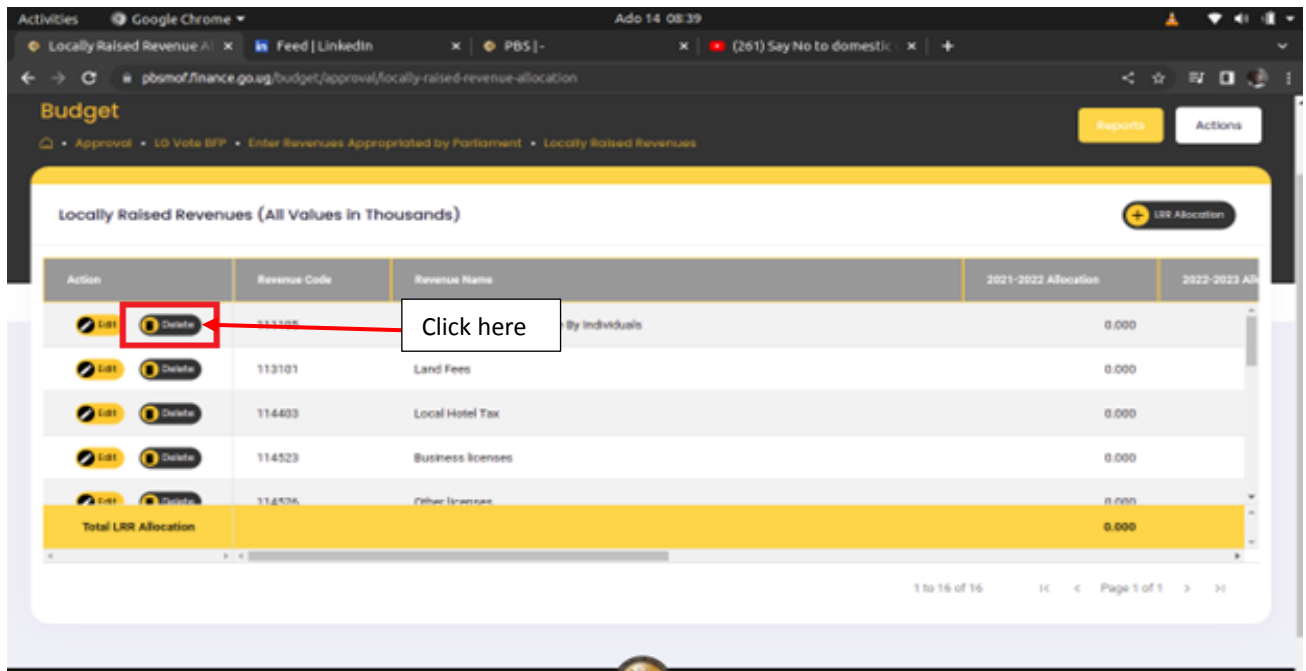 Activities Google Chrome Ado 14 08:39
Locally Raised Revenue Al Feed | LinkedIn PBS | - (261) Say No to domestic
pbsmof.finance.go.ug/budget/approval/locally-raised-revenue-allocation
Budget
Reports Actions
Approval • LG Vote BFP • Enter Revenues Appropriated by Parliament • Locally Raised Revenues
Locally Raised Revenues (All Values in Thousands)
LRR Allocation
Action Revenue Code Revenue Name 2021-2022 Allocation 2022-2023 All
Edit Delete Click here By Individuals 0.000
Edit Delete 113101 Land Fees 0.000
Edit Delete 114403 Local Hotel Tax 0.000
Edit Delete 114523 Business licenses 0.000
Edit Delete 114526 Other licenses 0.000
Total LRR Allocation 0.000
1 to 16 of 16 Page 1 of 1